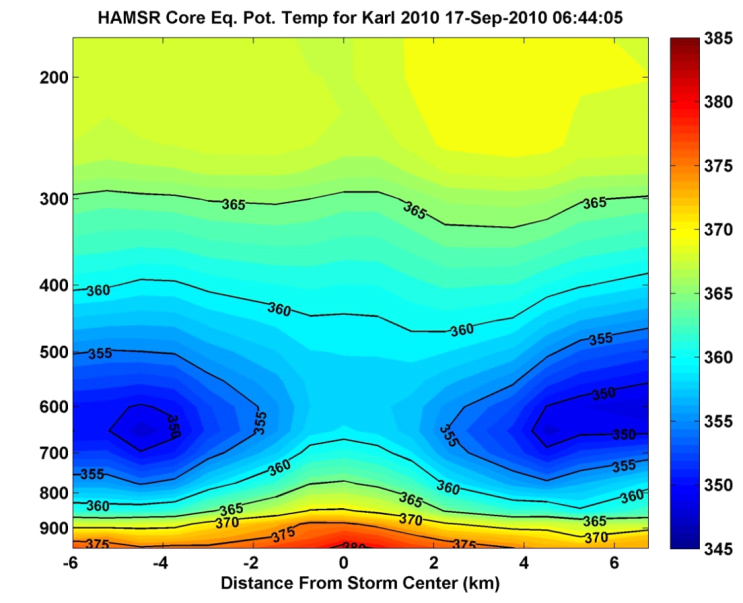 HAMSR Core Eq. Pot. Temp for Karl 2010 17-Sep-2010 06:44:05
200
300
400
500
600
700
800
900
-6 -4 -2 0 2 4 6
Distance From Storm Center (km)
385
380
375
370
365
360
355
350
345
365 365 365
360 360 360
355 355
350 350
355 355
350
355 360 360 355
360 365 365 360
370 370 365
375 375 370
380 375